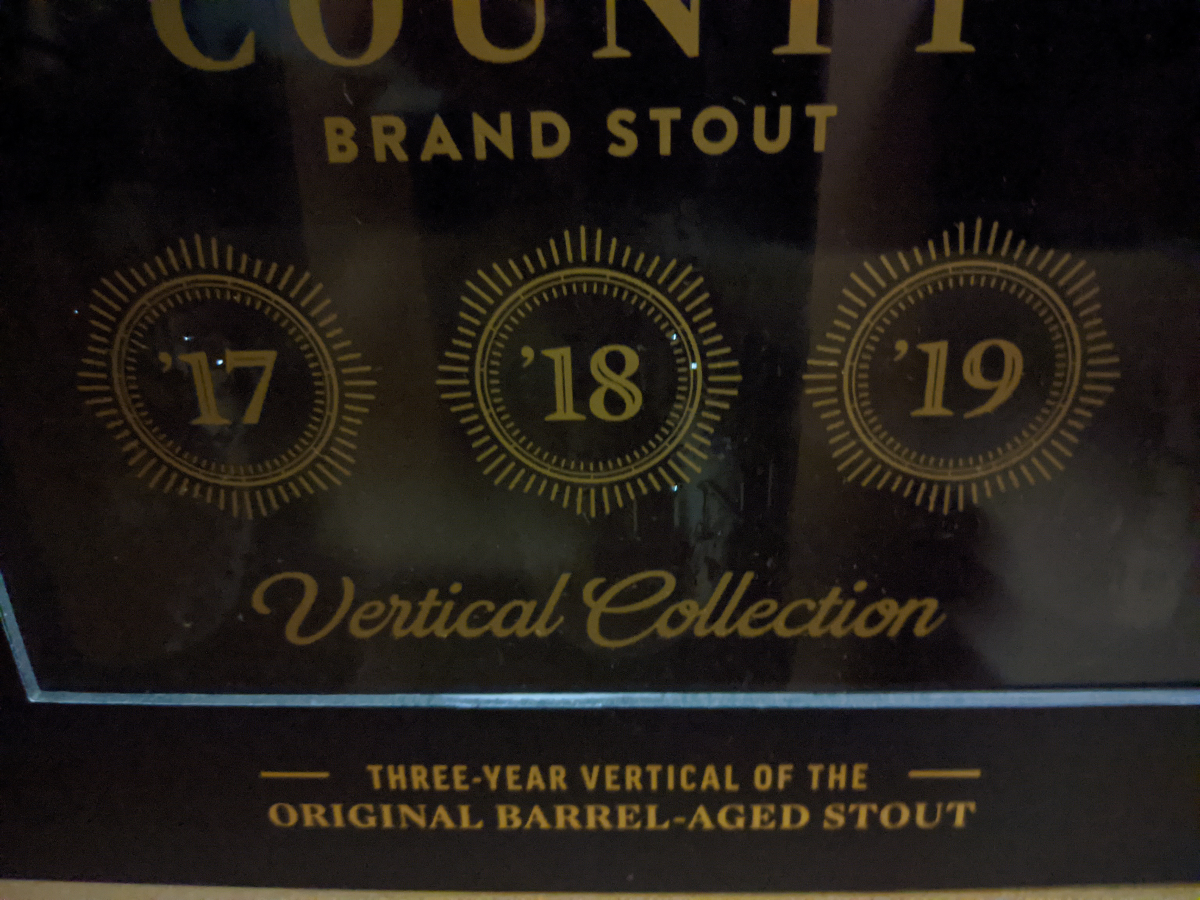 COUNTY
BRAND STOUT
'17 '18 '19
Vertical Collection
THREE-YEAR VERTICAL OF THE
ORIGINAL BARREL-AGED STOUT